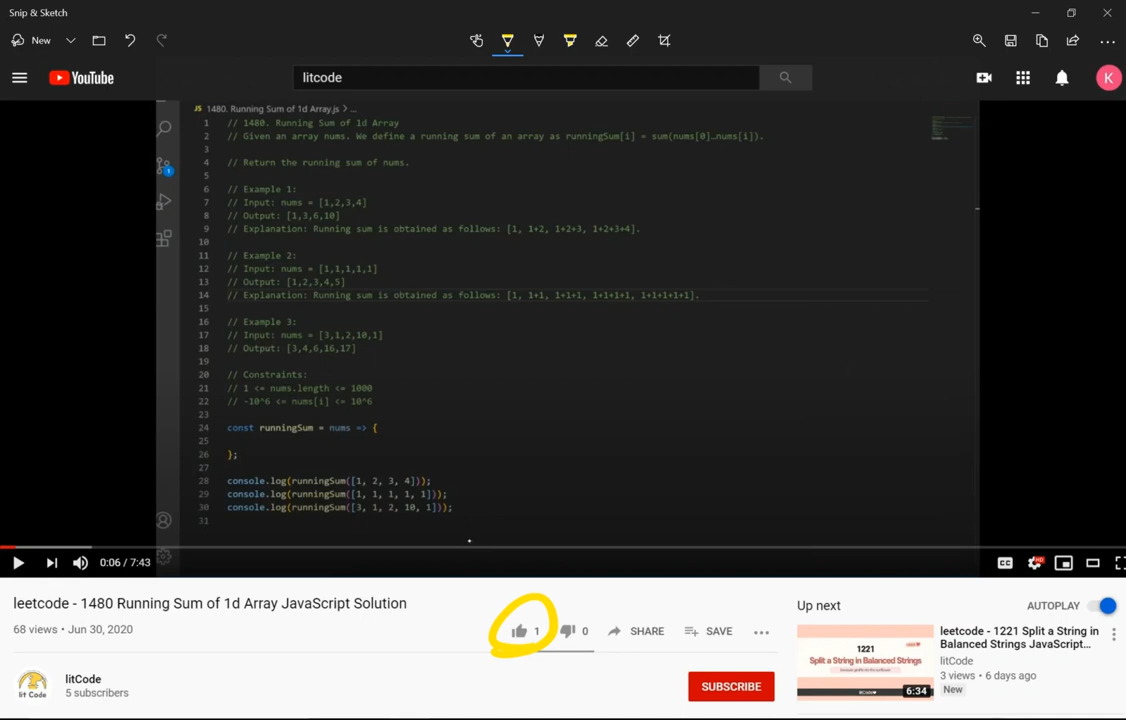 Snip & Sketch
New
YouTube
litcode
K
JS 1480. Running Sum of 1d Array.js > ...
1 // 1480. Running Sum of 1d Array
2 // Given an array nums. We define a running sum of an array as runningSum[i] = sum(nums[0]…nums[i]).
3
4 // Return the running sum of nums.
5
6 // Example 1:
7 // Input: nums = [1,2,3,4]
8 // Output: [1,3,6,10]
9 // Explanation: Running sum is obtained as follows: [1, 1+2, 1+2+3, 1+2+3+4].
10
11 // Example 2:
12 // Input: nums = [1,1,1,1,1]
13 // Output: [1,2,3,4,5]
14 // Explanation: Running sum is obtained as follows: [1, 1+1, 1+1+1, 1+1+1+1, 1+1+1+1+1].
15
16 // Example 3:
17 // Input: nums = [3,1,2,10,1]
18 // Output: [3,4,6,16,17]
19
20 // Constraints:
21 // 1 <= nums.length <= 1000
22 // -10^6 <= nums[i] <= 10^6
23
24 const runningSum = nums => {
25
26 };
27
28 console.log(runningSum([1, 2, 3, 4]));
29 console.log(runningSum([1, 1, 1, 1, 1]));
30 console.log(runningSum([3, 1, 2, 10, 1]));
31
1
0:06 / 7:43
CC
HD
leetcode - 1480 Running Sum of 1d Array JavaScript Solution
68 views • Jun 30, 2020
1
0
SHARE
SAVE
lit Code
litCode
5 subscribers
SUBSCRIBE
Up next
AUTOPLAY
1221
Split a String in Balanced Strings
6:34
leetcode - 1221 Split a String in
Balanced Strings JavaScript...
litCode
3 views • 6 days ago
New